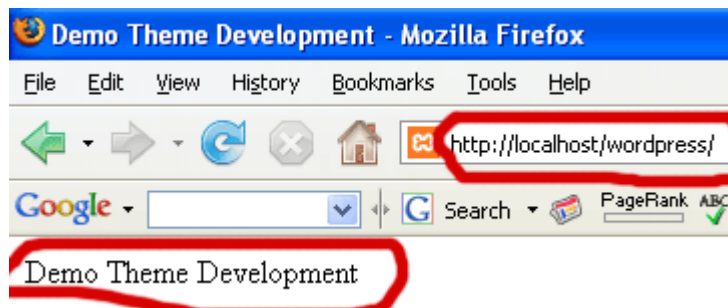 Demo Theme Development - Mozilla Firefox
File Edit View History Bookmarks Tools Help
http://localhost/wordpress/
Google G Search PageRank ABC
Demo Theme Development